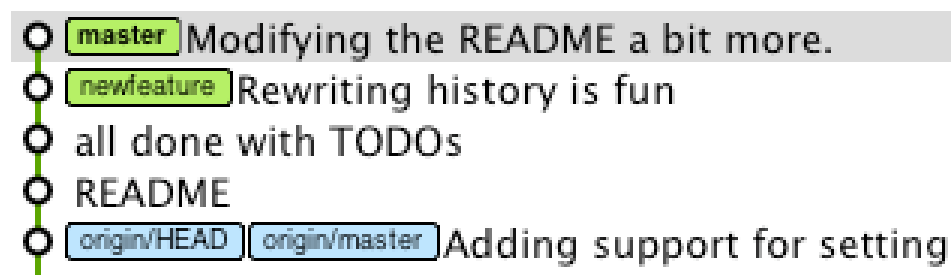 master Modifying the README a bit more.
newfeature Rewriting history is fun
all done with TODOs
README
origin/HEAD origin/master Adding support for setting